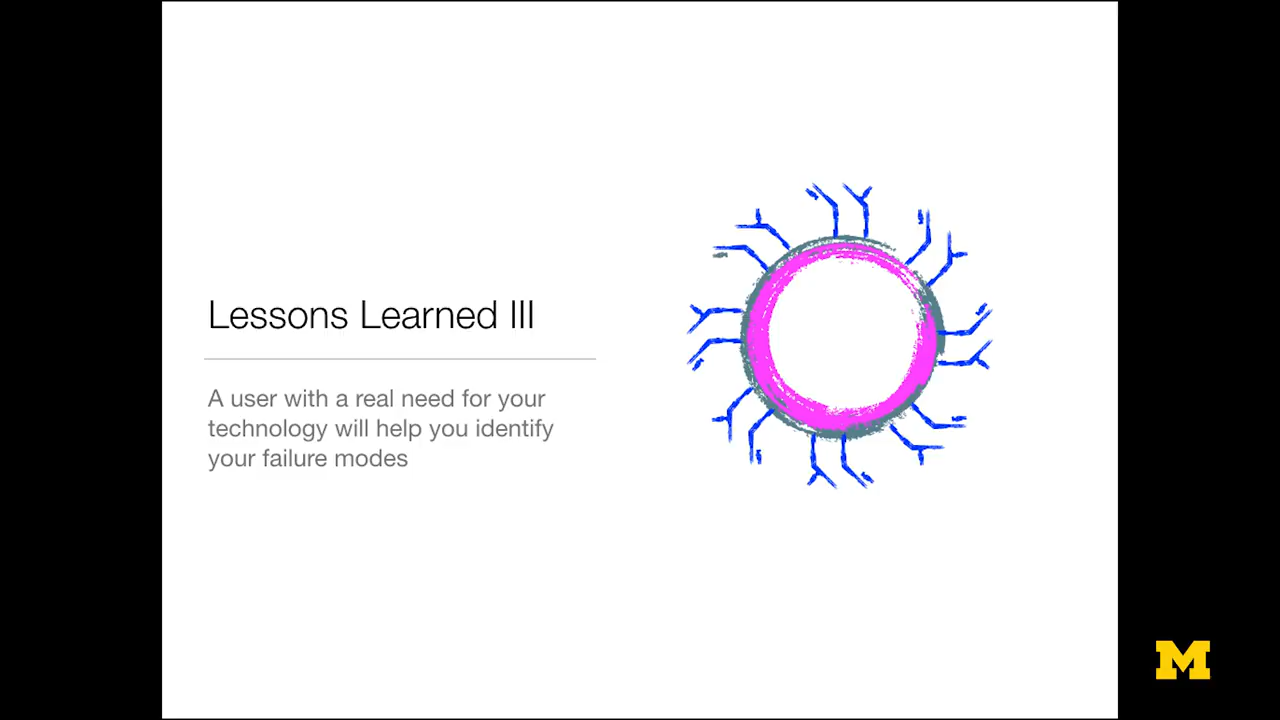 Lessons Learned III
A user with a real need for your
technology will help you identify
your failure modes
M